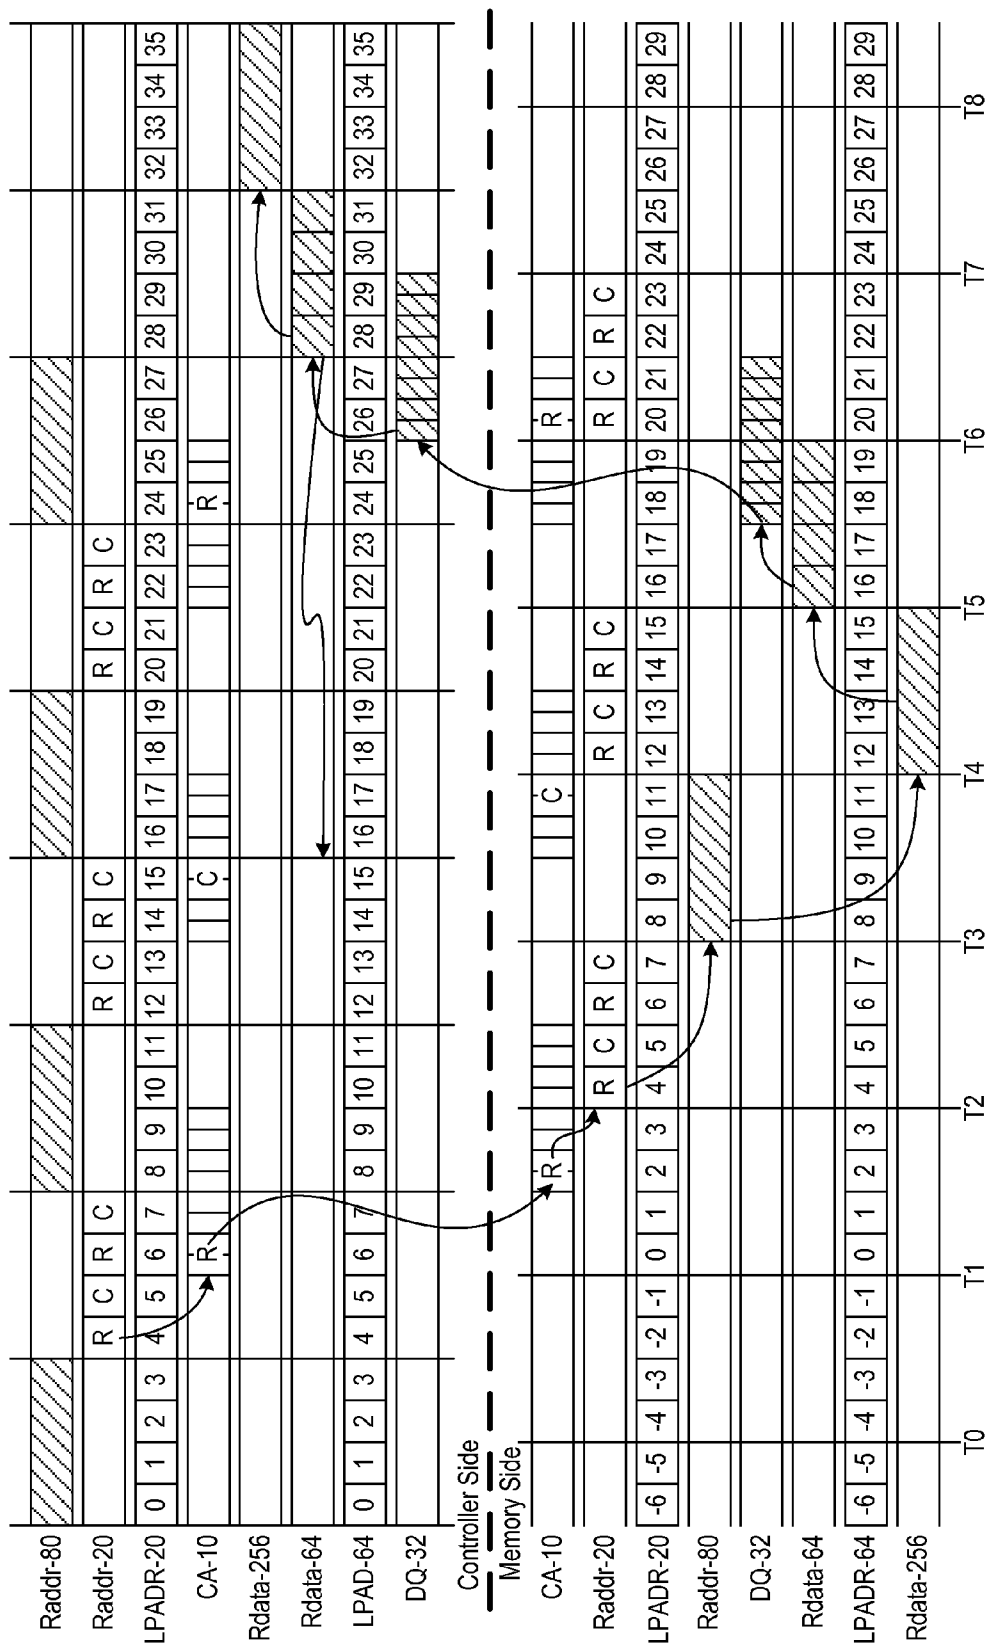 Raddr-80
Raddr-20 R C R C R C R C R C R C
LPADR-20 0 1 2 3 4 5 6 7 8 9 10 11 12 13 14 15 16 17 18 19 20 21 22 23 24 25 26 27 28 29 30 31 32 33 34 35
CA-10 R C R
Rdata-256
Rdata-64
LPAD-64 0 1 2 3 4 5 6 7 8 9 10 11 12 13 14 15 16 17 18 19 20 21 22 23 24 25 26 27 28 29 30 31 32 33 34 35
DQ-32
Controller Side
Memory Side
CA-10 R C R
Raddr-20 R C R C R C R C R C R C
LPADR-20 -6 -5 -4 -3 -2 -1 0 1 2 3 4 5 6 7 8 9 10 11 12 13 14 15 16 17 18 19 20 21 22 23 24 25 26 27 28 29
Raddr-80
DQ-32
Rdata-64
LPADR-64 -6 -5 -4 -3 -2 -1 0 1 2 3 4 5 6 7 8 9 10 11 12 13 14 15 16 17 18 19 20 21 22 23 24 25 26 27 28 29
Rdata-256
T0 T1 T2 T3 T4 T5 T6 T7 T8